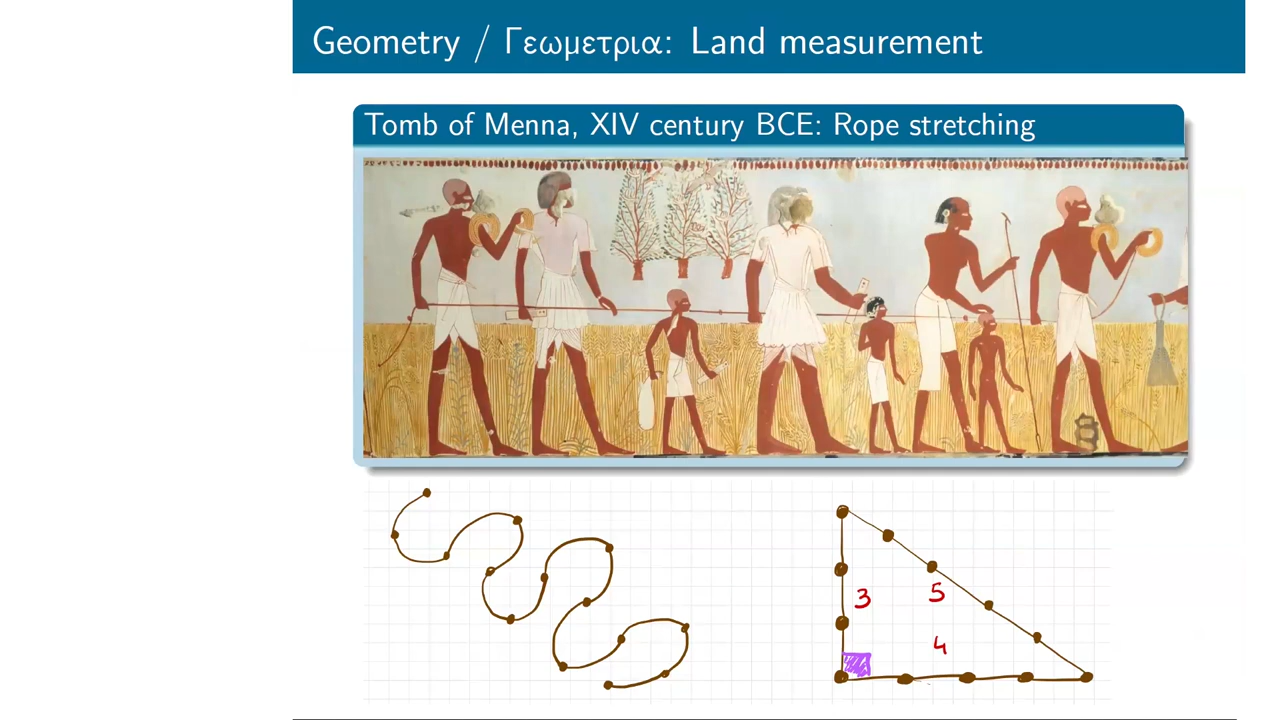 Geometry / Γεωμετρια: Land measurement
Tomb of Menna, XIV century BCE: Rope stretching
3
5
4